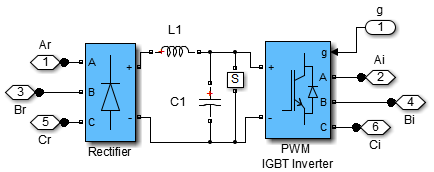 g
Ar
L1
1
1
A
+
+
g
S
A
2
Ai
3
B
Br
B
4
Bi
C1
+
5
C
Cr
-
-
C
6
Ci
Rectifier
PWM
IGBT Inverter